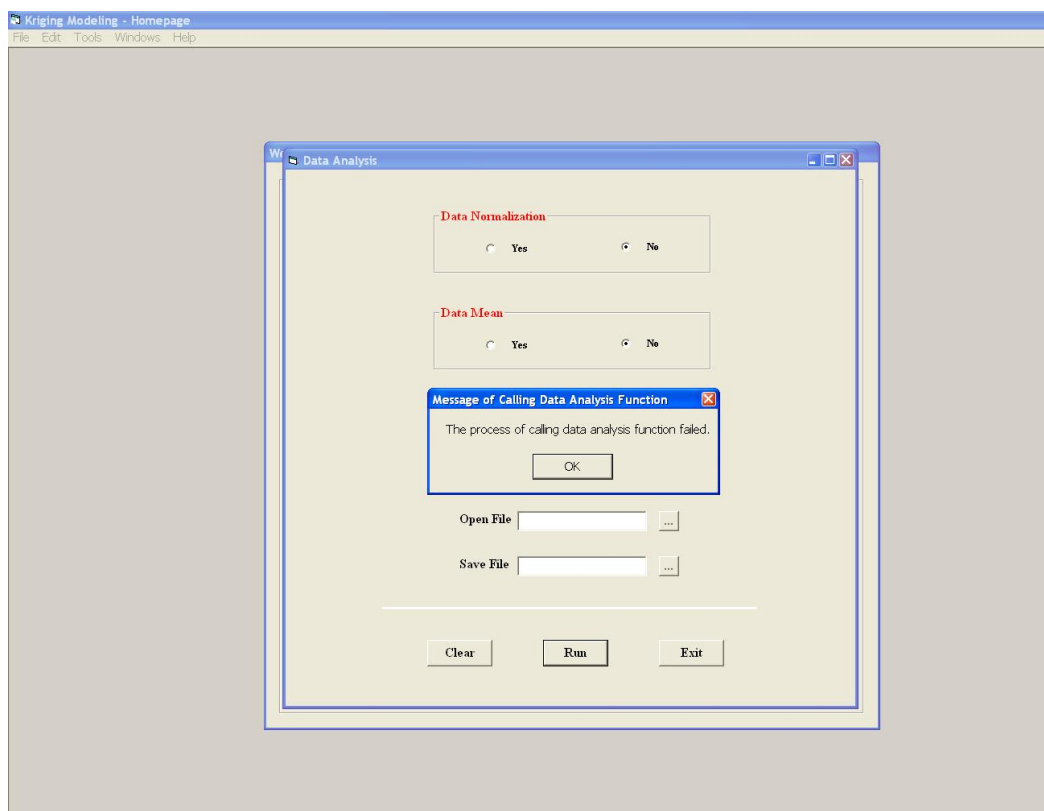 Kriging Modeling - Homepage
File Edit Tools Windows Help
Data Analysis
Data Normalization
Yes No
Data Mean
Yes No
Message of Calling Data Analysis Function
The process of calling data analysis function failed.
OK
Open File ...
Save File ...
Clear Run Exit